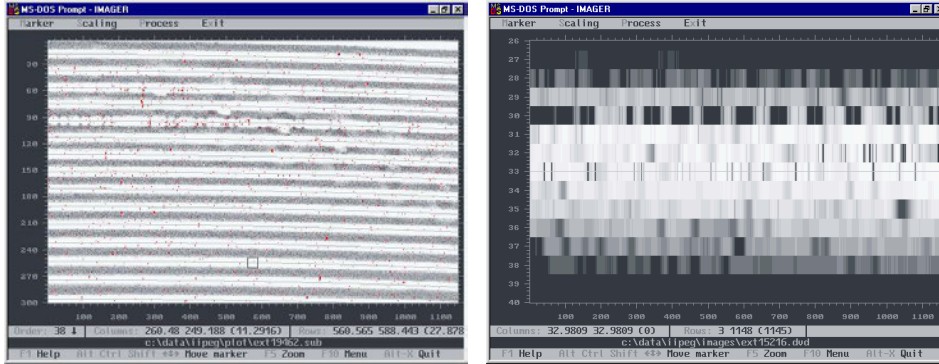 MS-DOS Prompt - IMAGER
Marker Scaling Process Exit
30
60
90
120
150
180
210
240
270
300
100 200 300 400 500 600 700 800 900 1000 1100
Order: 38 Columns: 260.48 249.188 (11.2916) Rows: 560.565 588.443 (27.878
c:\data\iipeg\plot\ext19462.sub
F1 Help Alt Ctrl Shift Move marker F5 Zoom F10 Menu Alt-X Quit
MS-DOS Prompt - IMAGER
Marker Scaling Process Exit
26
27
28
29
30
31
32
33
34
35
36
37
38
39
40
100 200 300 400 500 600 700 800 900 1000 1100
Columns: 32.9809 32.9809 (0) Rows: 3 1148 (1145)
c:\data\iipeg\images\ext15216.dvd
F1 Help Alt Ctrl Shift Move marker F5 Zoom F10 Menu Alt-X Quit